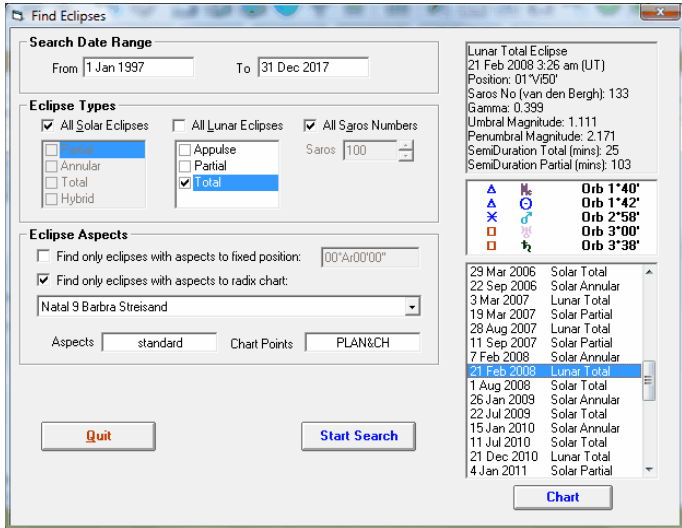 Find Eclipses
Search Date Range
From 1 Jan 1997 To 31 Dec 2017
Eclipse Types
All Solar Eclipses All Lunar Eclipses All Saros Numbers
Partial
Annular
Total
Hybrid
Appulse
Partial
Total
Saros 100
Eclipse Aspects
Find only eclipses with aspects to fixed position: 00°Ar00'00"
Find only eclipses with aspects to radix chart:
Natal 9 Barbra Streisand
Aspects standard Chart Points PLAN&CH
Quit Start Search
Lunar Total Eclipse
21 Feb 2008 3:26 am (UT)
Position: 01°Vi50'
Saros No (van den Bergh): 133
Gamma: 0.399
Umbral Magnitude: 1.111
Penumbral Magnitude: 2.171
SemiDuration Total (mins): 25
SemiDuration Partial (mins): 103
Orb 1°40'
Orb 1°42'
Orb 2°58'
Orb 3°00'
Orb 3°38'
29 Mar 2006 Solar Total
22 Sep 2006 Solar Annular
3 Mar 2007 Lunar Total
19 Mar 2007 Solar Partial
28 Aug 2007 Lunar Total
11 Sep 2007 Solar Partial
7 Feb 2008 Solar Annular
21 Feb 2008 Lunar Total
1 Aug 2008 Solar Total
26 Jan 2009 Solar Annular
22 Jul 2009 Solar Total
15 Jan 2010 Solar Annular
11 Jul 2010 Solar Total
21 Dec 2010 Lunar Total
4 Jan 2011 Solar Partial
Chart